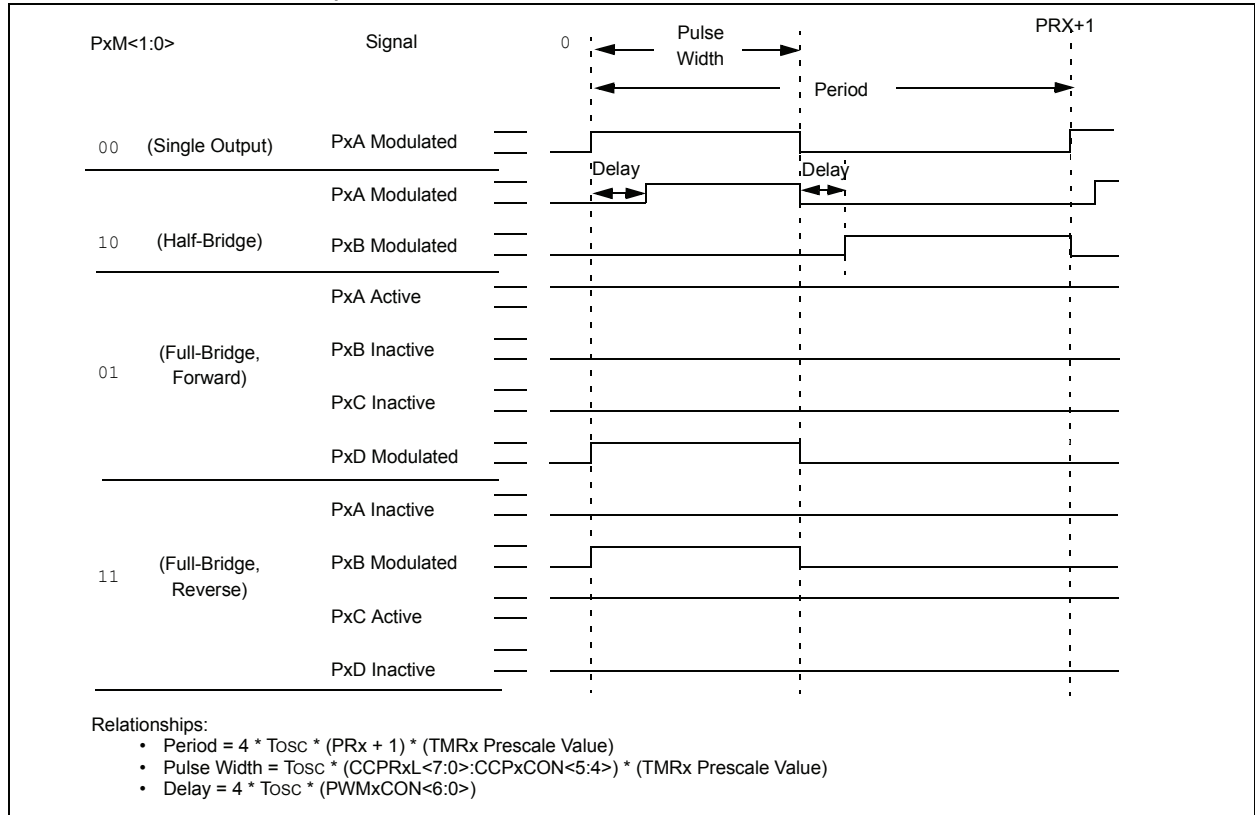 PxM<1:0>
Signal
0
Pulse
Width
PRX+1
Period
00 (Single Output) PxA Modulated
Delay Delay
PxA Modulated
10 (Half-Bridge) PxB Modulated
PxA Active
01 (Full-Bridge,
Forward)
PxB Inactive
PxC Inactive
PxD Modulated
PxA Inactive
11 (Full-Bridge,
Reverse)
PxB Modulated
PxC Active
PxD Inactive
Relationships:
• Period = 4 * TOSC * (PRx + 1) * (TMRx Prescale Value)
• Pulse Width = TOSC * (CCPRxL<7:0>:CCPxCON<5:4>) * (TMRx Prescale Value)
• Delay = 4 * TOSC * (PWMxCON<6:0>)